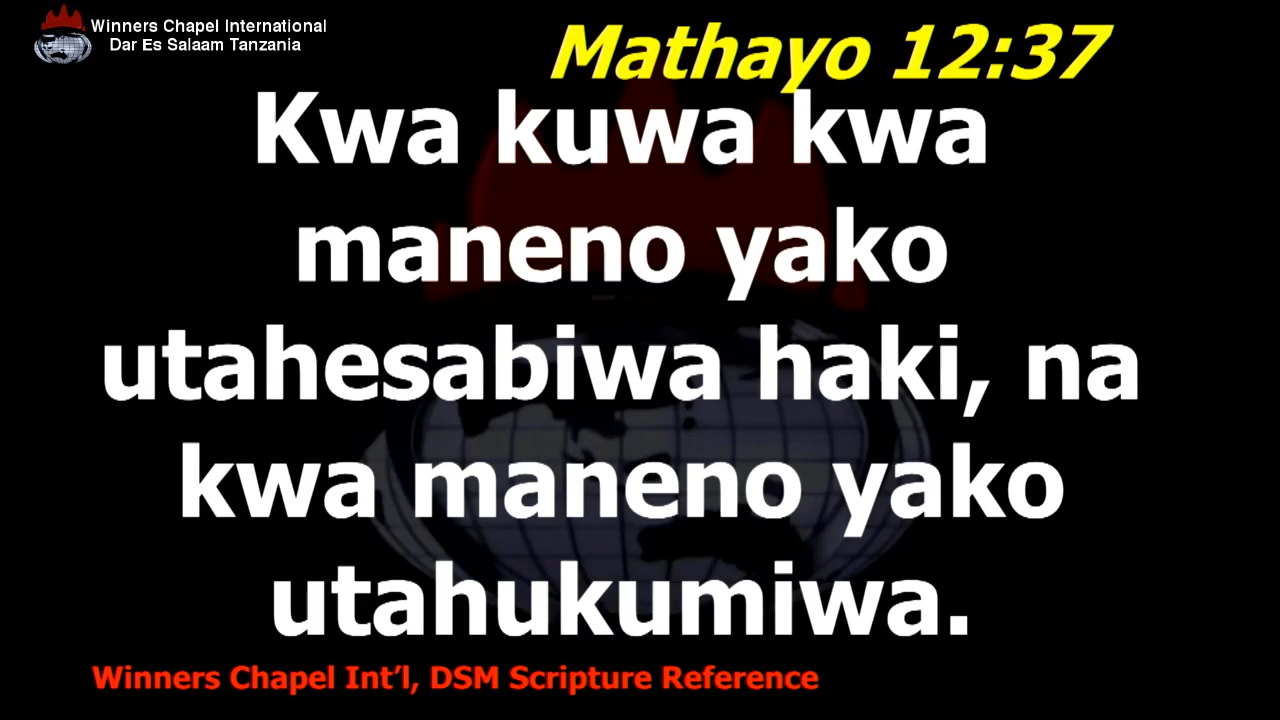 Winners Chapel International
Dar Es Salaam Tanzania
Mathayo 12:37
Kwa kuwa kwa
maneno yako
utahesabiwa haki, na
kwa maneno yako
utahukumiwa.
Winners Chapel Int’l, DSM Scripture Reference